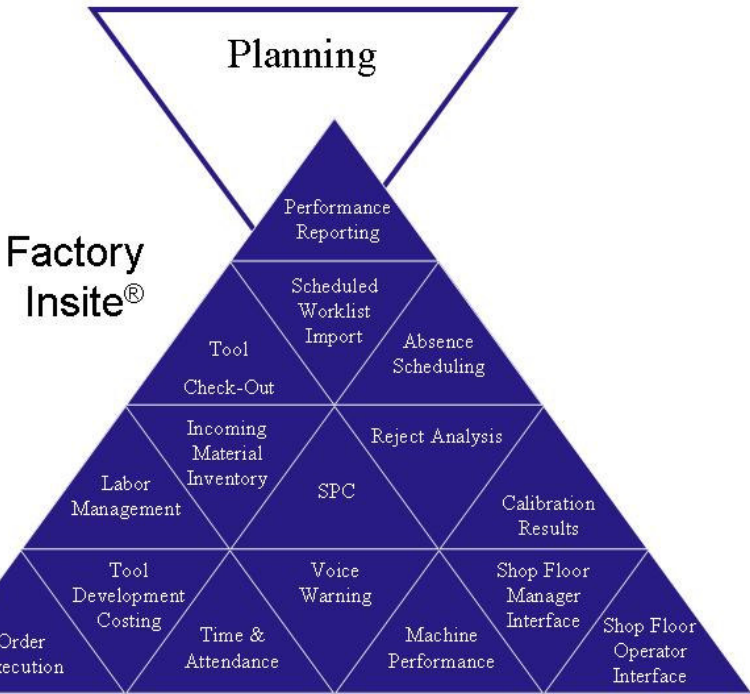 Planning
Factory
Insite®
Performance
Reporting
Scheduled
Worklist
Import
Tool
Check-Out
Absence
Scheduling
Labor
Management
Incoming
Material
Inventory
SPC
Reject Analysis
Calibration
Results
Order
Tool
Development
Costing
Time &
Attendance
Voice
Warning
Machine
Performance
Shop Floor
Manager
Interface
Shop Floor
Operator
Interface